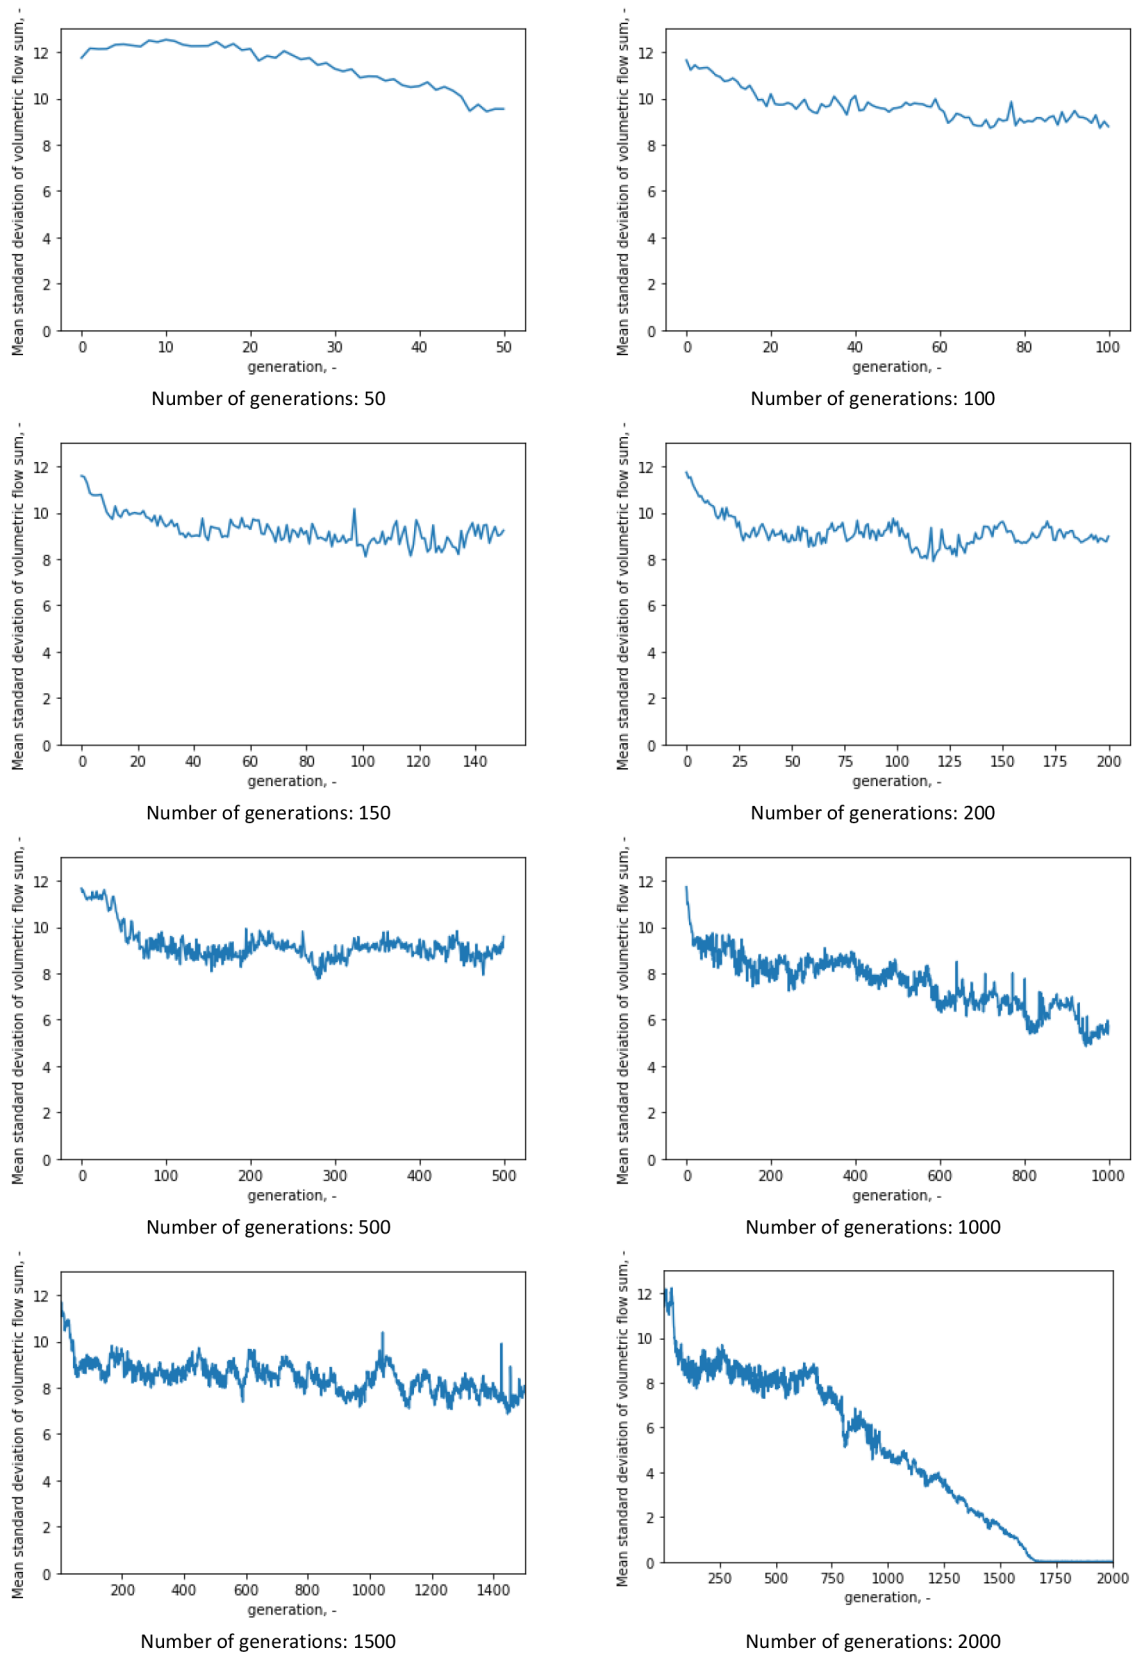 Mean standard deviation of volumetric flow sum, -
12
10
8
6
4
2
0
0 10 20 30 40 50
generation, -
Number of generations: 50
Mean standard deviation of volumetric flow sum, -
12
10
8
6
4
2
0
0 20 40 60 80 100
generation, -
Number of generations: 100
Mean standard deviation of volumetric flow sum, -
12
10
8
6
4
2
0
0 20 40 60 80 100 120 140
generation, -
Number of generations: 150
Mean standard deviation of volumetric flow sum, -
12
10
8
6
4
2
0
0 25 50 75 100 125 150 175 200
generation, -
Number of generations: 200
Mean standard deviation of volumetric flow sum, -
12
10
8
6
4
2
0
0 100 200 300 400 500
generation, -
Number of generations: 500
Mean standard deviation of volumetric flow sum, -
12
10
8
6
4
2
0
0 200 400 600 800 1000
generation, -
Number of generations: 1000
Mean standard deviation of volumetric flow sum, -
12
10
8
6
4
2
0
200 400 600 800 1000 1200 1400
generation, -
Number of generations: 1500
Mean standard deviation of volumetric flow sum, -
12
10
8
6
4
2
0
250 500 750 1000 1250 1500 1750 2000
generation, -
Number of generations: 2000